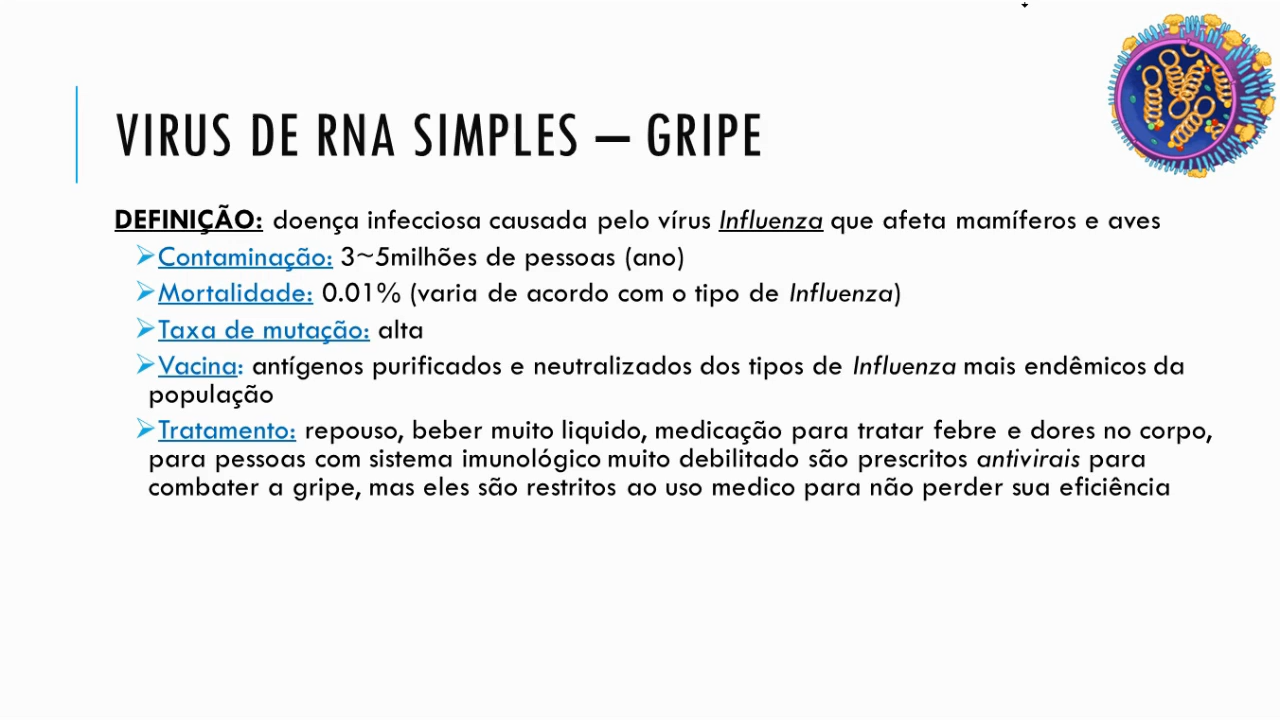 VIRUS DE RNA SIMPLES – GRIPE
DEFINIÇÃO: doença infecciosa causada pelo vírus Influenza que afeta mamíferos e aves
➢Contaminação: 3~5milhões de pessoas (ano)
➢Mortalidade: 0.01% (varia de acordo com o tipo de Influenza)
➢Taxa de mutação: alta
➢Vacina: antígenos purificados e neutralizados dos tipos de Influenza mais endêmicos da
população
➢Tratamento: repouso, beber muito liquido, medicação para tratar febre e dores no corpo,
para pessoas com sistema imunológico muito debilitado são prescritos antivirais para
combater a gripe, mas eles são restritos ao uso medico para não perder sua eficiência